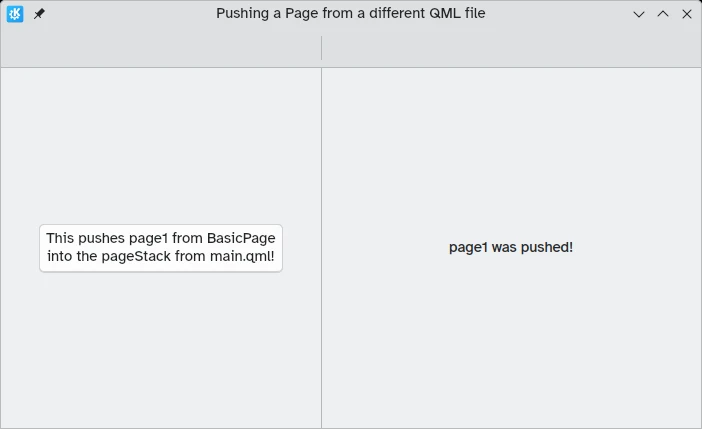 Pushing a Page from a different QML file
This pushes page1 from BasicPage
into the pageStack from main.qml!
page1 was pushed!